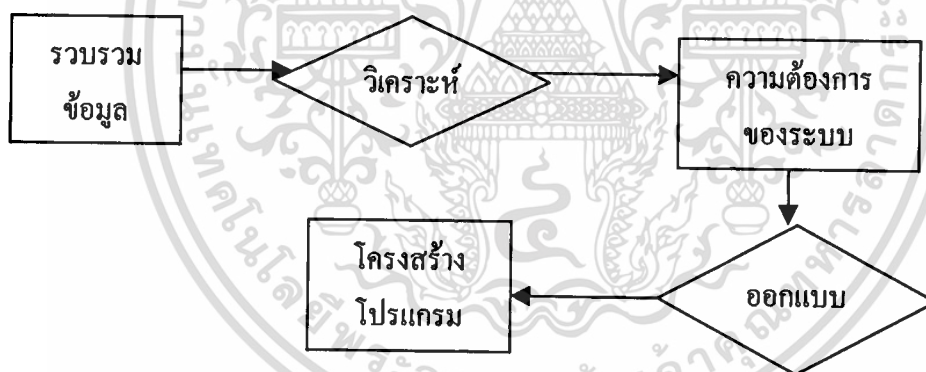 รวบรวม
ข้อมูล
วิเคราะห์
ความต้องการ
ของระบบ
ออกแบบ
โครงสร้าง
โปรแกรม